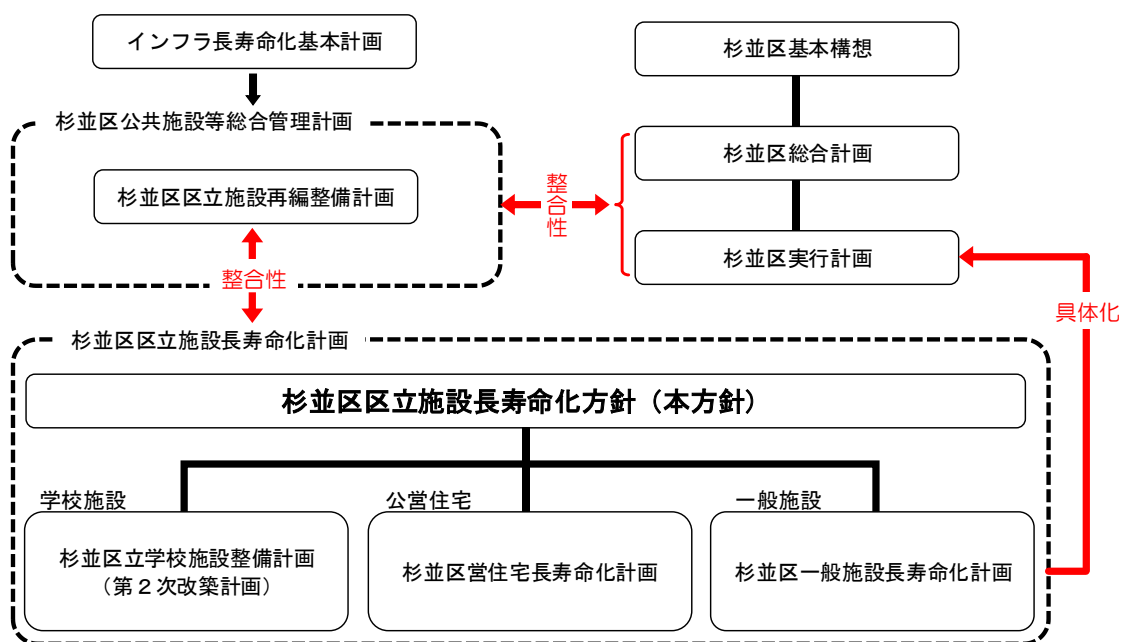 インフラ長寿命化基本計画
杉並区基本構想
杉並区公共施設等総合管理計画
杉並区総合計画
杉並区区立施設再編整備計画
整合性
杉並区実行計画
整合性
具体化
杉並区区立施設長寿命化計画
杉並区区立施設長寿命化方針（本方針）
学校施設
公営住宅
一般施設
杉並区立学校施設整備計画
（第２次改築計画）
杉並区営住宅長寿命化計画
杉並区一般施設長寿命化計画